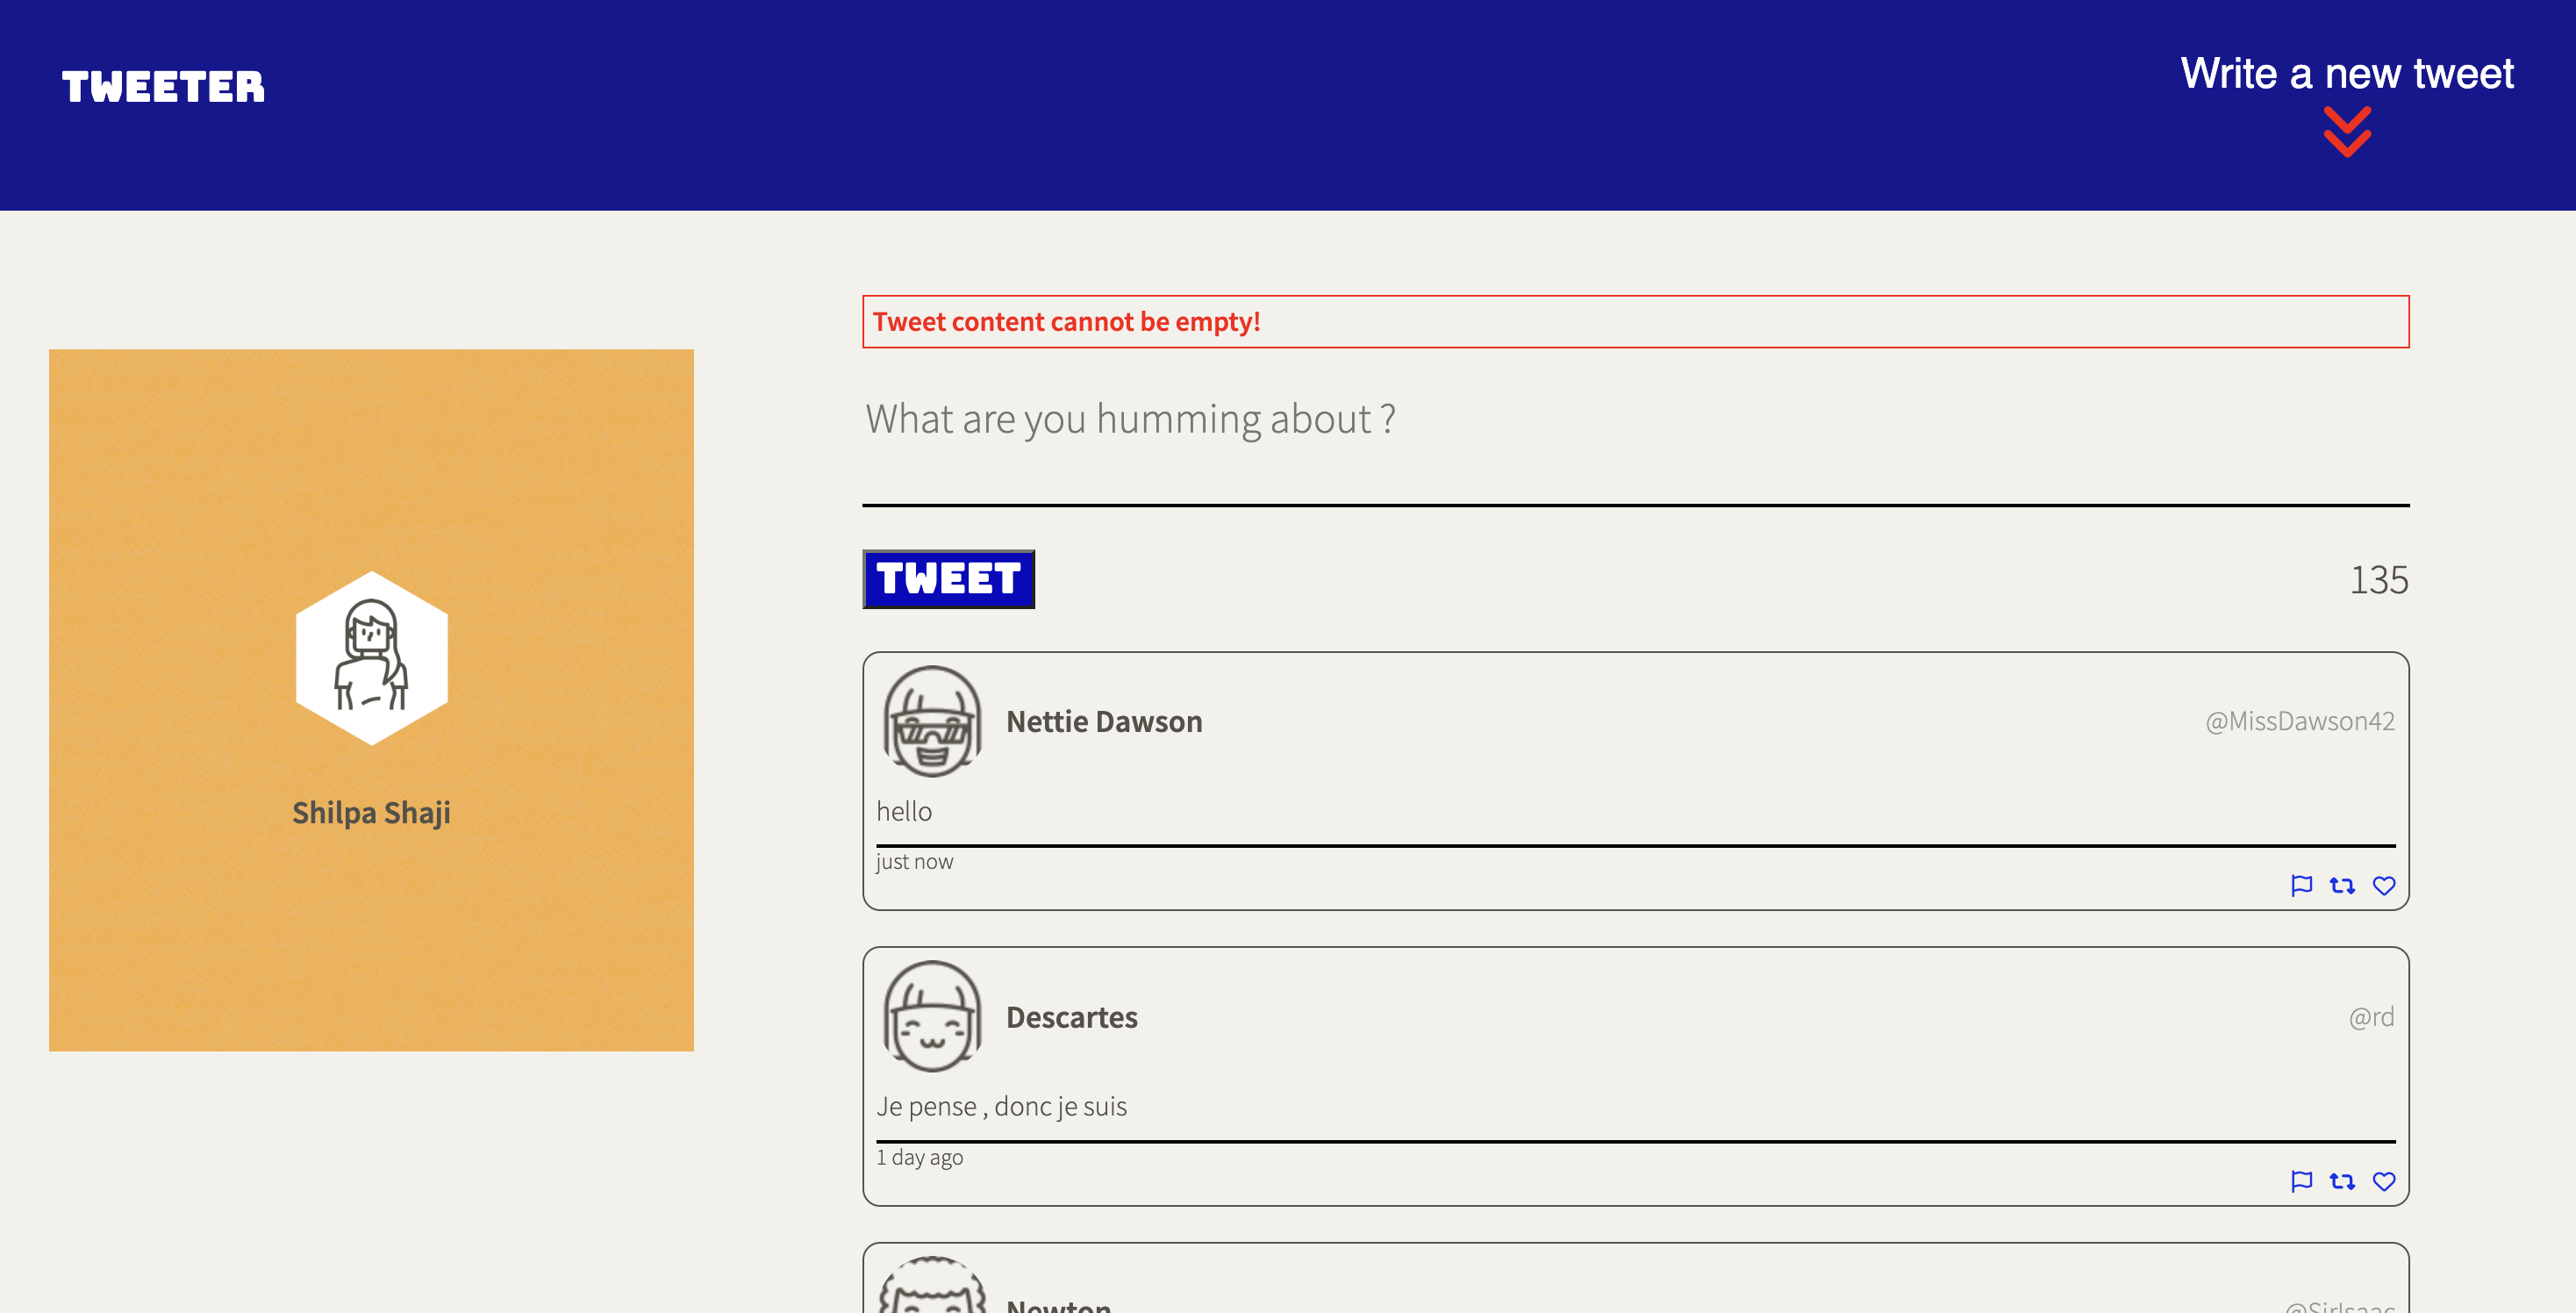 TWEETER
Write a new tweet
Tweet content cannot be empty!
What are you humming about ?
TWEET
135
Shilpa Shaji
Nettie Dawson
@MissDawson42
hello
just now
Descartes
@rd
Je pense , donc je suis
1 day ago
Newton
@SirIsaac